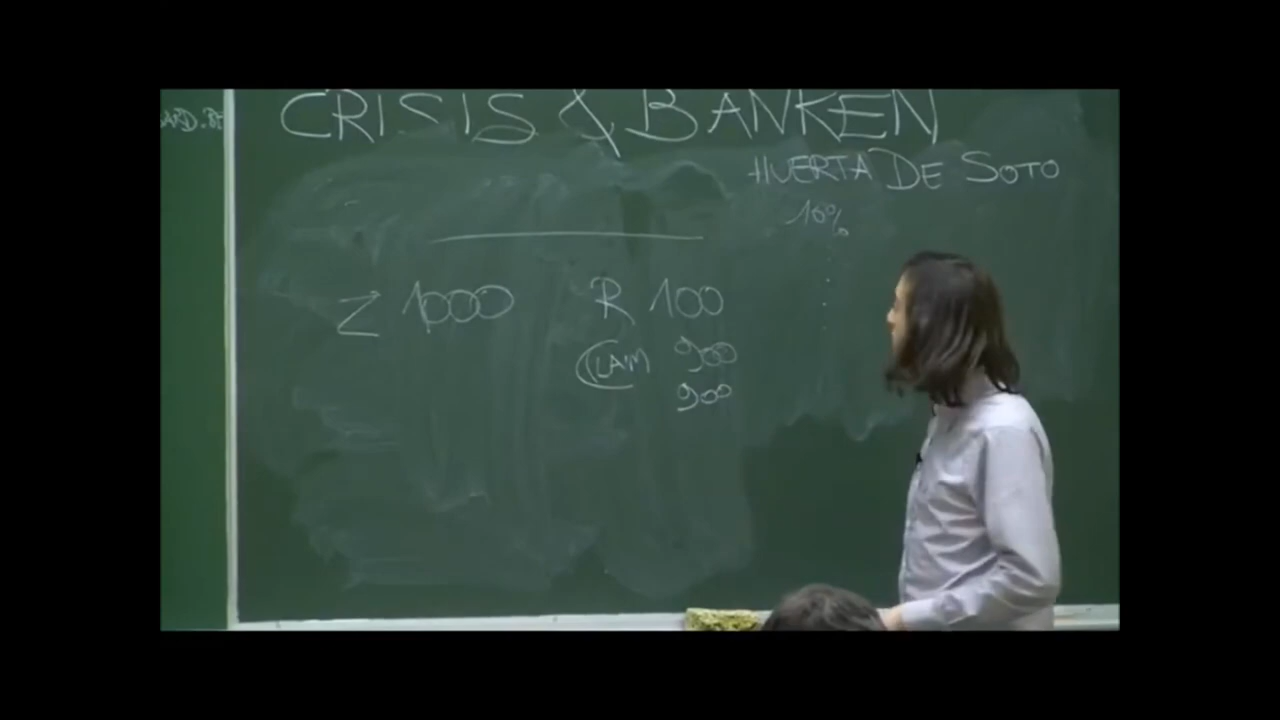 CRISIS & BANKEN
HUERTA DE SOTO
10%
Z 1000 R 100
CLAIM 900
900